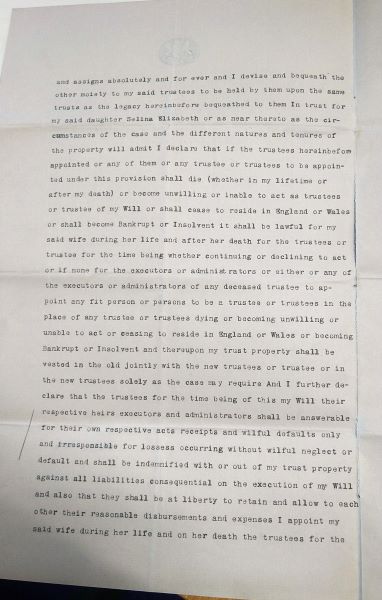 and assigns absolutely and for ever and I devise and bequeath the
other moiety to my said trustees to be held by them upon the same
trusts as the legacy hereinbefore bequeathed to them In trust for
my said daughter Selina Elizabeth or as near thereto as the cir-
cumstances of the case and the different natures and tenures of
the property will admit I declare that if the trustees hereinbefore
appointed or any of them or any trustee or trustees to be appoin-
ted under this provision shall die (whether in my lifetime or
after my death) or become unwilling or inable to act as trustees
or trustee of my Will or shall cease to reside in England or Wales
or shall become Bankrupt or Insolvent it shall be lawful for my
said wife during her life and after her death for the trustees or
trustee for the time being whether continuing or declining to act
or if none for the executors or administrators or either or any of
the executors or administrators of any deceased trustee to ap-
point any fit person or persons to be a trustee or trustees in the
place of any trustee or trustees dying or becoming unwilling or
unable to act or ceasing to reside in England or Wales or becoming
Bankrupt or Insolvent and thereupon my trust property shall be
vested in the old jointly with the new trustees or trustee or in
the new trustees solely as the case may require And I further de-
clare that the trustees for the time being of this my Will their
respective heirs executors and administrators shall be answerable
for their own respective acts receipts and wilful defaults only
and irresponsible for lossess occurring without wilful neglect or
default and shall be indemnified with or out of my trust property
against all liabilities consequential on the execution of my Will
and also that they shall be at liberty to retain and allow to each
other their reasonable disbursements and expenses I appoint my
said wife during her life and on her death the trustees for the